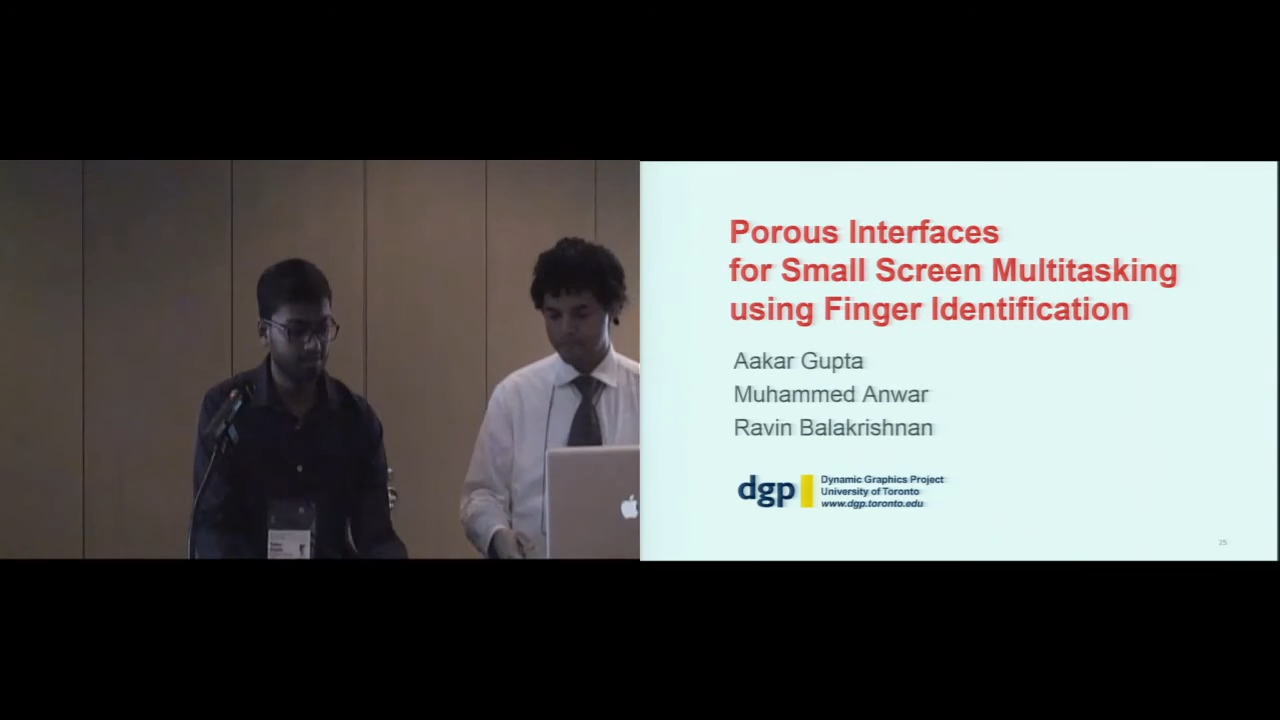 Porous Interfaces
for Small Screen Multitasking
using Finger Identification
Aakar Gupta
Muhammed Anwar
Ravin Balakrishnan
dgp
Dynamic Graphics Project
University of Toronto
www.dgp.toronto.edu
25